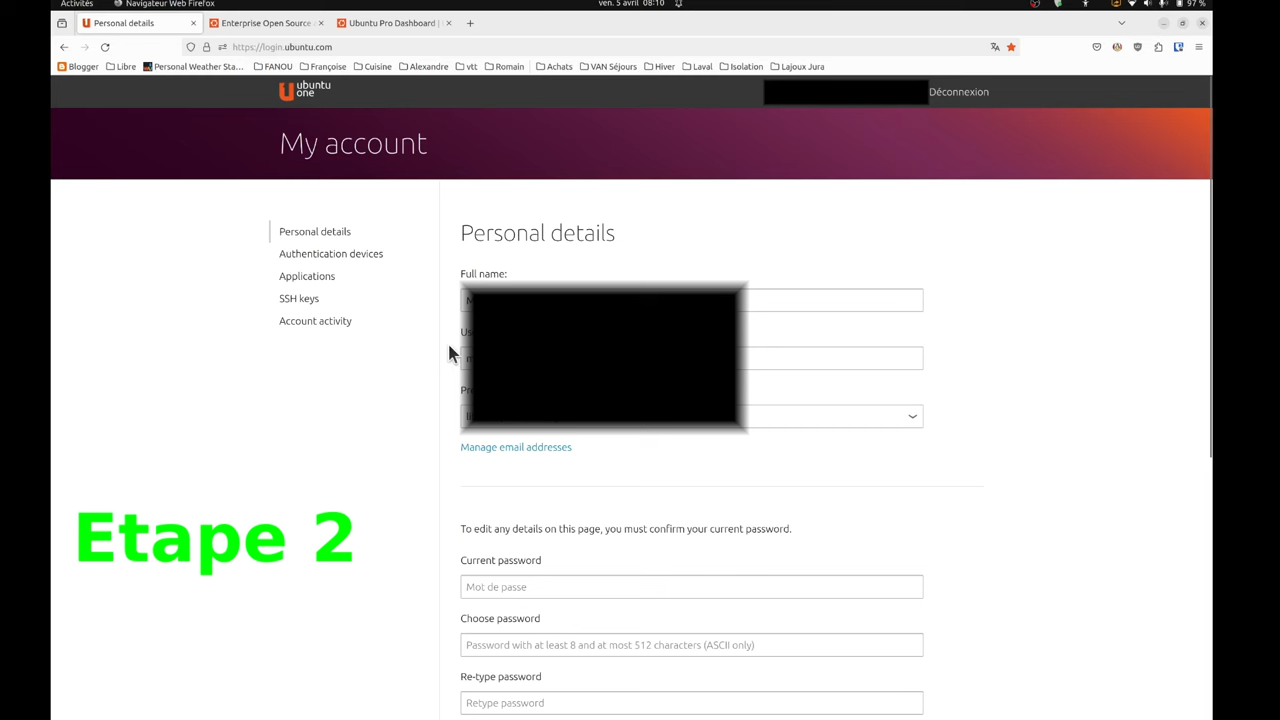 Activités Navigateur Web Firefox ven. 5 avril 08:10 97 %
Personal details Enterprise Open Source Ubuntu Pro Dashboard |
https://login.ubuntu.com
Blogger Libre Personal Weather Sta... FANOU Françoise Cuisine Alexandre vtt Romain Achats VAN Séjours Hiver Laval Isolation Lajoux Jura
ubuntu one Déconnexion
My account
Personal details
Authentication devices
Applications
SSH keys
Account activity
Personal details
Full name:
Manage email addresses
To edit any details on this page, you must confirm your current password.
Current password
Mot de passe
Choose password
Password with at least 8 and at most 512 characters (ASCII only)
Re-type password
Retype password
Etape 2